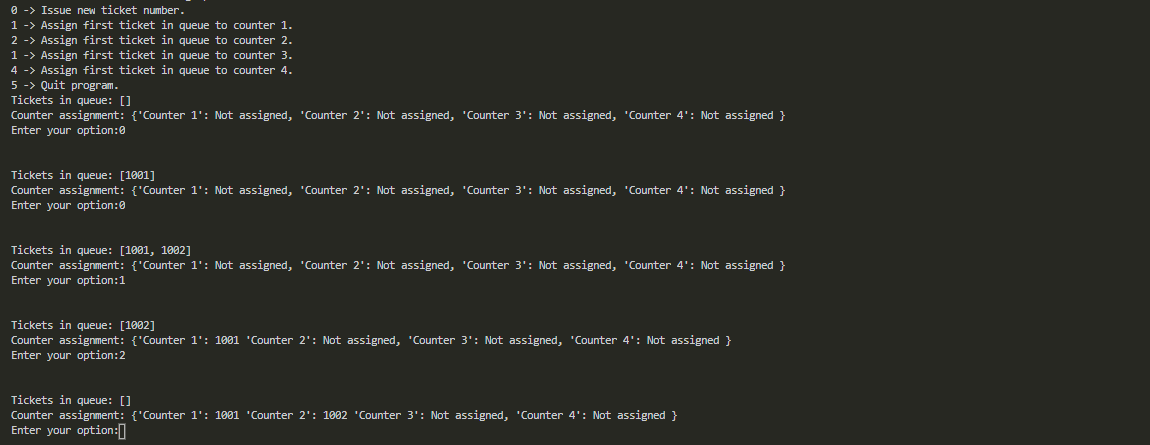 0 -> Issue new ticket number.
1 -> Assign first ticket in queue to counter 1.
2 -> Assign first ticket in queue to counter 2.
1 -> Assign first ticket in queue to counter 3.
4 -> Assign first ticket in queue to counter 4.
5 -> Quit program.
Tickets in queue: []
Counter assignment: {'Counter 1': Not assigned, 'Counter 2': Not assigned, 'Counter 3': Not assigned, 'Counter 4': Not assigned }
Enter your option:0
Tickets in queue: [1001]
Counter assignment: {'Counter 1': Not assigned, 'Counter 2': Not assigned, 'Counter 3': Not assigned, 'Counter 4': Not assigned }
Enter your option:0
Tickets in queue: [1001, 1002]
Counter assignment: {'Counter 1': Not assigned, 'Counter 2': Not assigned, 'Counter 3': Not assigned, 'Counter 4': Not assigned }
Enter your option:1
Tickets in queue: [1002]
Counter assignment: {'Counter 1': 1001 'Counter 2': Not assigned, 'Counter 3': Not assigned, 'Counter 4': Not assigned }
Enter your option:2
Tickets in queue: []
Counter assignment: {'Counter 1': 1001 'Counter 2': 1002 'Counter 3': Not assigned, 'Counter 4': Not assigned }
Enter your option: